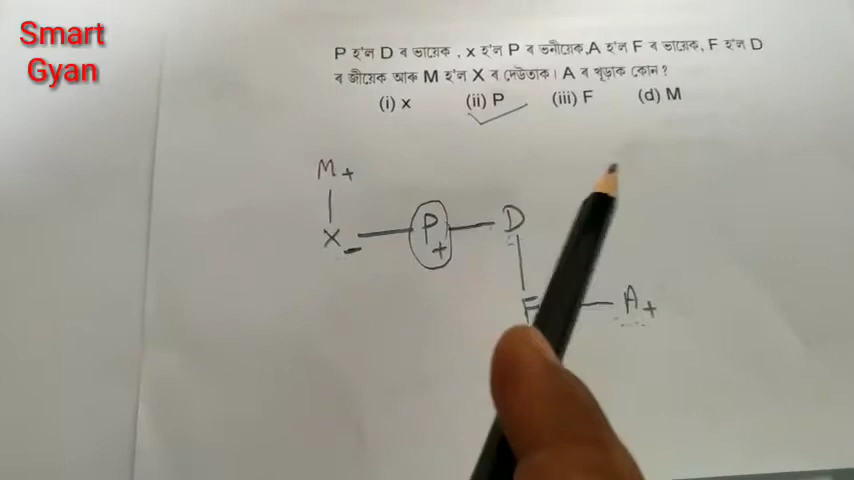 Smart
Gyan
P হ'ল D ৰ ভায়েক , x হ'ল P ৰ ভনীয়েক,A হ'ল F ৰ ভায়েক, F হ'ল D
ৰ জীয়েক আৰু M হ'ল X ৰ দেউতাক। A ৰ খুড়াক কোন?
(i) x (ii) P (iii) F (d) M
M +
X - P + D
F A +